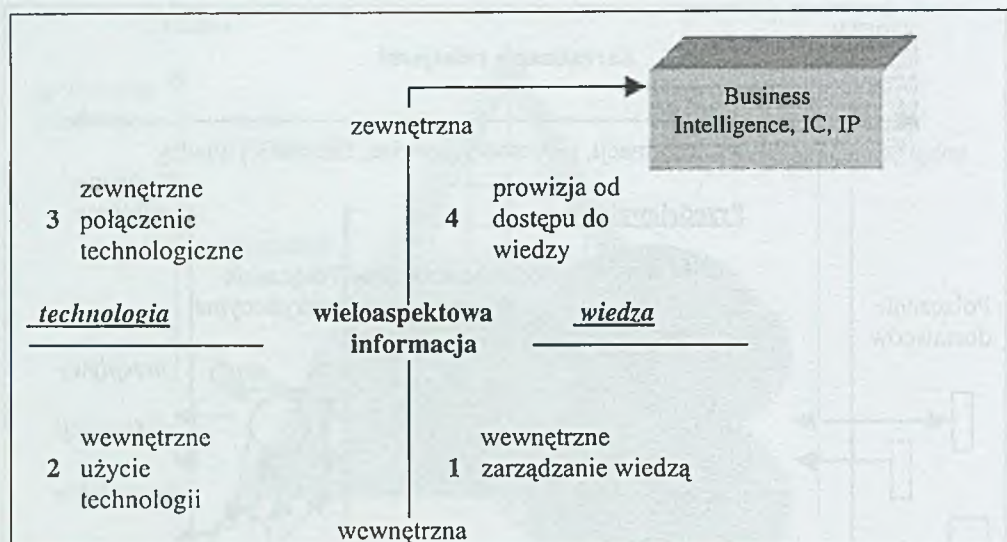 Business
Intelligence, IC, IP
zewnętrzna
zewnętrzne
3 połączenie
technologiczne
prowizja od
4 dostępu do
wiedzy
technologia
wieloaspektowa
informacja
wiedza
wewnętrzne
2 użycie
technologii
wewnętrzne
1 zarządzanie wiedzą
wewnętrzna